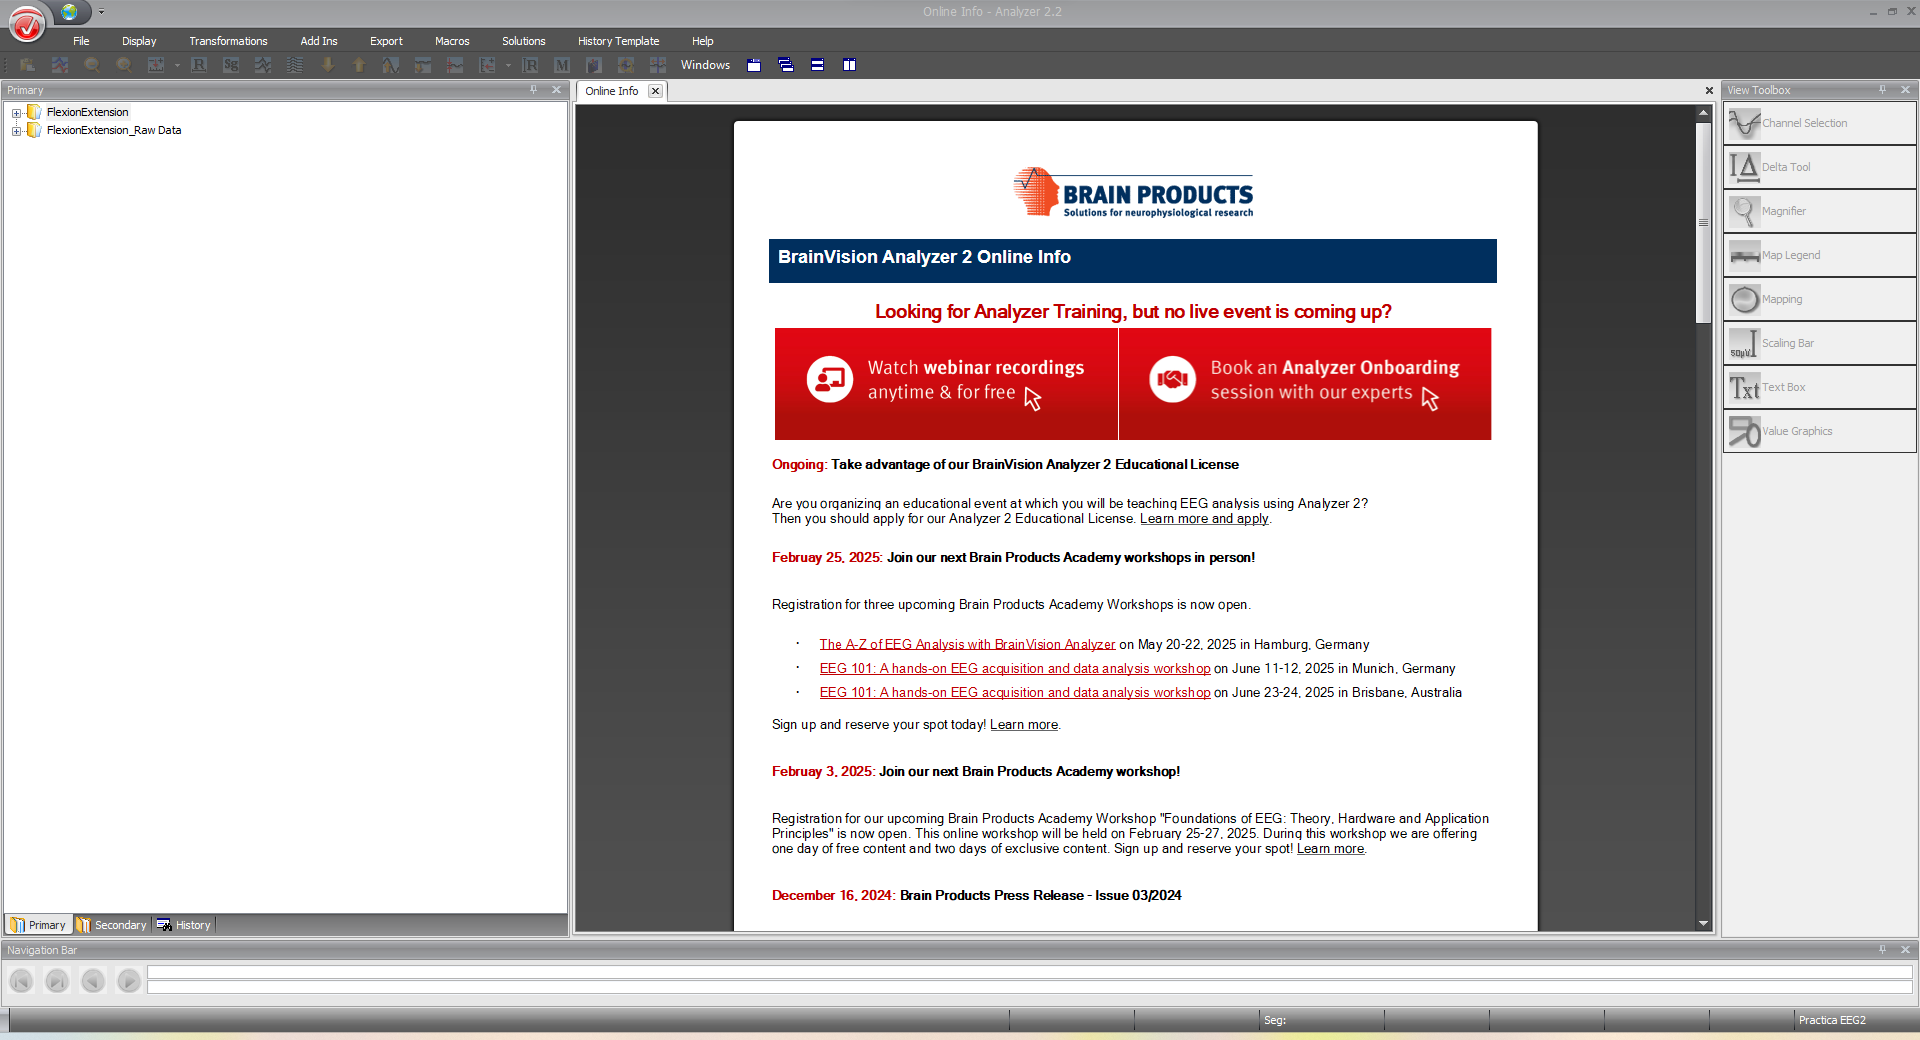 Online Info - Analyzer 2.2
File Display Transformations Add Ins Export Macros Solutions History Template Help
R Sg R M Windows
Primary
FlexionExtension
FlexionExtension_Raw Data
Primary Secondary History
Online Info
BRAIN PRODUCTS
Solutions for neurophysiological research
BrainVision Analyzer 2 Online Info
Looking for Analyzer Training, but no live event is coming up?
Watch webinar recordings
anytime & for free
Book an Analyzer Onboarding
session with our experts
Ongoing: Take advantage of our BrainVision Analyzer 2 Educational License
Are you organizing an educational event at which you will be teaching EEG analysis using Analyzer 2?
Then you should apply for our Analyzer 2 Educational License. Learn more and apply.
Februay 25, 2025: Join our next Brain Products Academy workshops in person!
Registration for three upcoming Brain Products Academy Workshops is now open.
· The A-Z of EEG Analysis with BrainVision Analyzer on May 20-22, 2025 in Hamburg, Germany
· EEG 101: A hands-on EEG acquisition and data analysis workshop on June 11-12, 2025 in Munich, Germany
· EEG 101: A hands-on EEG acquisition and data analysis workshop on June 23-24, 2025 in Brisbane, Australia
Sign up and reserve your spot today! Learn more.
Februay 3, 2025: Join our next Brain Products Academy workshop!
Registration for our upcoming Brain Products Academy Workshop "Foundations of EEG: Theory, Hardware and Application
Principles" is now open. This online workshop will be held on February 25-27, 2025. During this workshop we are offering
one day of free content and two days of exclusive content. Sign up and reserve your spot! Learn more.
December 16, 2024: Brain Products Press Release - Issue 03/2024
View Toolbox
Channel Selection
Delta Tool
Magnifier
Map Legend
Mapping
50µV Scaling Bar
Txt Text Box
Value Graphics
Navigation Bar
Seg: Practica EEG2